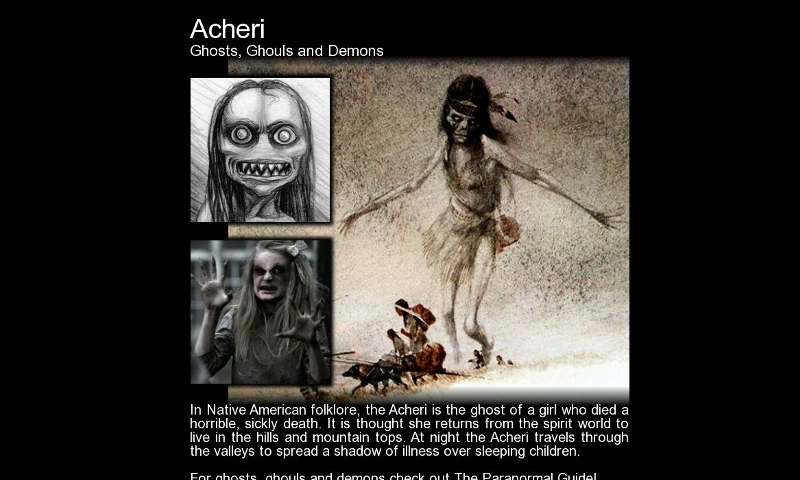 Acheri
Ghosts, Ghouls and Demons
In Native American folklore, the Acheri is the ghost of a girl who died a
horrible, sickly death. It is thought she returns from the spirit world to
live in the hills and mountain tops. At night the Acheri travels through
the valleys to spread a shadow of illness over sleeping children.
For ghosts, ghouls and demons check out The Paranormal Guide!